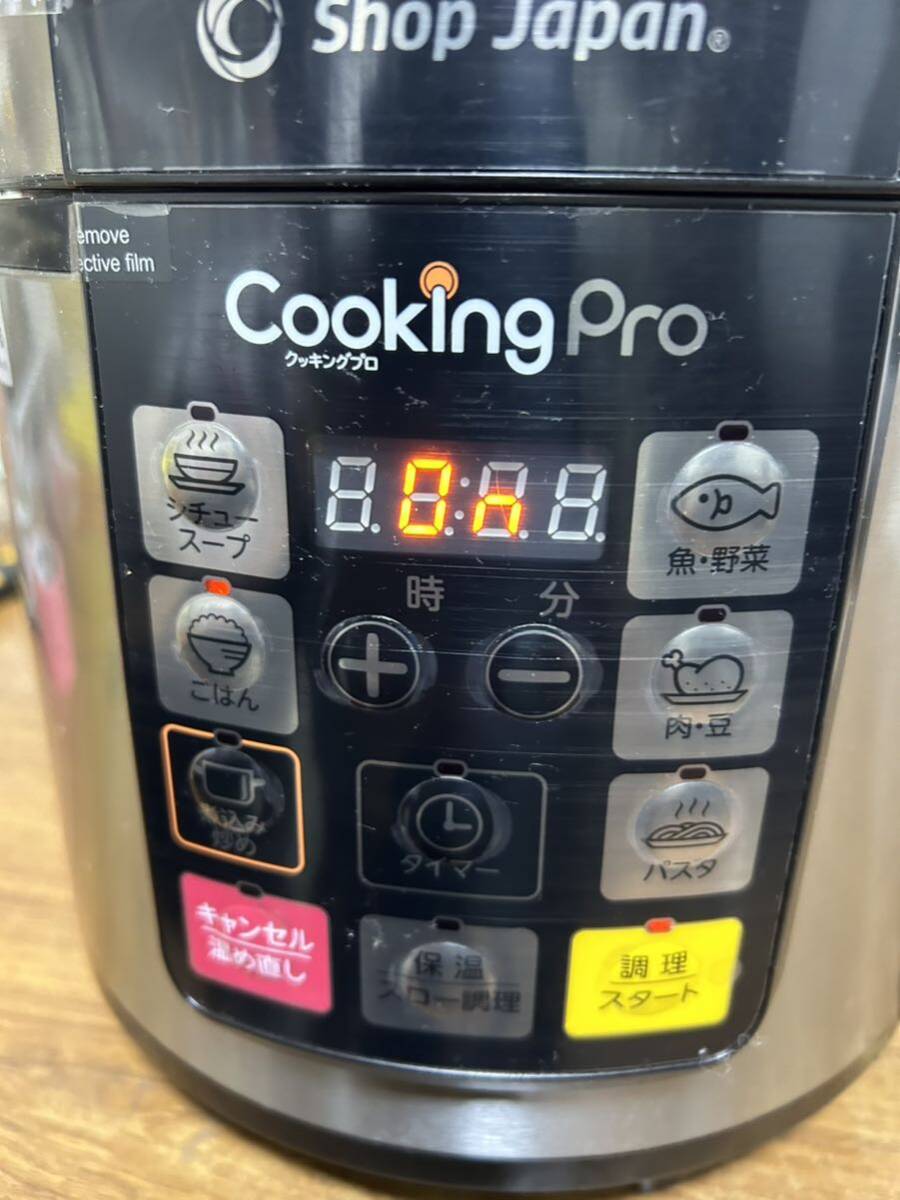 Shop Japan®
emove
ective film
Cooking Pro
クッキングプロ
シチュー
スープ
On
魚・野菜
時 分
ごはん
肉・豆
煮込み
炒め
タイマー
パスタ
キャンセル
温め直し
保温
スロー調理
調理
スタート